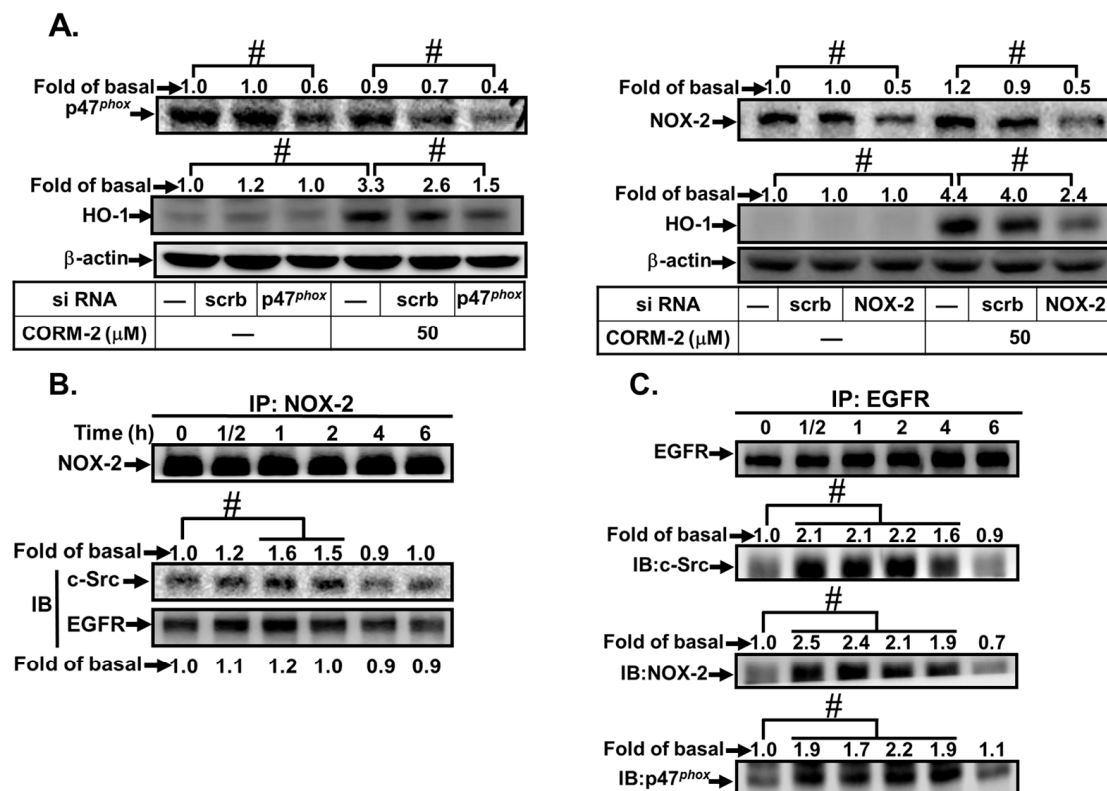 A.
#
#
Fold of basal 1.0 1.0 0.6 0.9 0.7 0.4
p47phox
#
#
Fold of basal 1.0 1.2 1.0 3.3 2.6 1.5
HO-1
β-actin
si RNA — scrb p47phox — scrb p47phox
CORM-2 (μM) — 50
#
#
1.0 1.0 0.5 1.2 0.9 0.5
NOX-2
#
#
Fold of basal 1.0 1.0 1.0 4.4 4.0 2.4
HO-1
β-actin
si RNA — scrb NOX-2 — scrb NOX-2
CORM-2 (μM) — 50
Fold of basal
B.
IP: NOX-2
Time (h) 0 1/2 1 2 4 6
NOX-2
#
Fold of basal 1.0 1.2 1.6 1.5 0.9 1.0
c-Src
IB
EGFR
Fold of basal 1.0 1.1 1.2 1.0 0.9 0.9
C.
IP: EGFR
0 1/2 1 2 4 6
EGFR
#
Fold of basal 1.0 2.1 2.1 2.2 1.6 0.9
IB:c-Src
#
Fold of basal 1.0 2.5 2.4 2.1 1.9 0.7
IB:NOX-2
#
Fold of basal 1.0 1.9 1.7 2.2 1.9 1.1
IB:p47phox